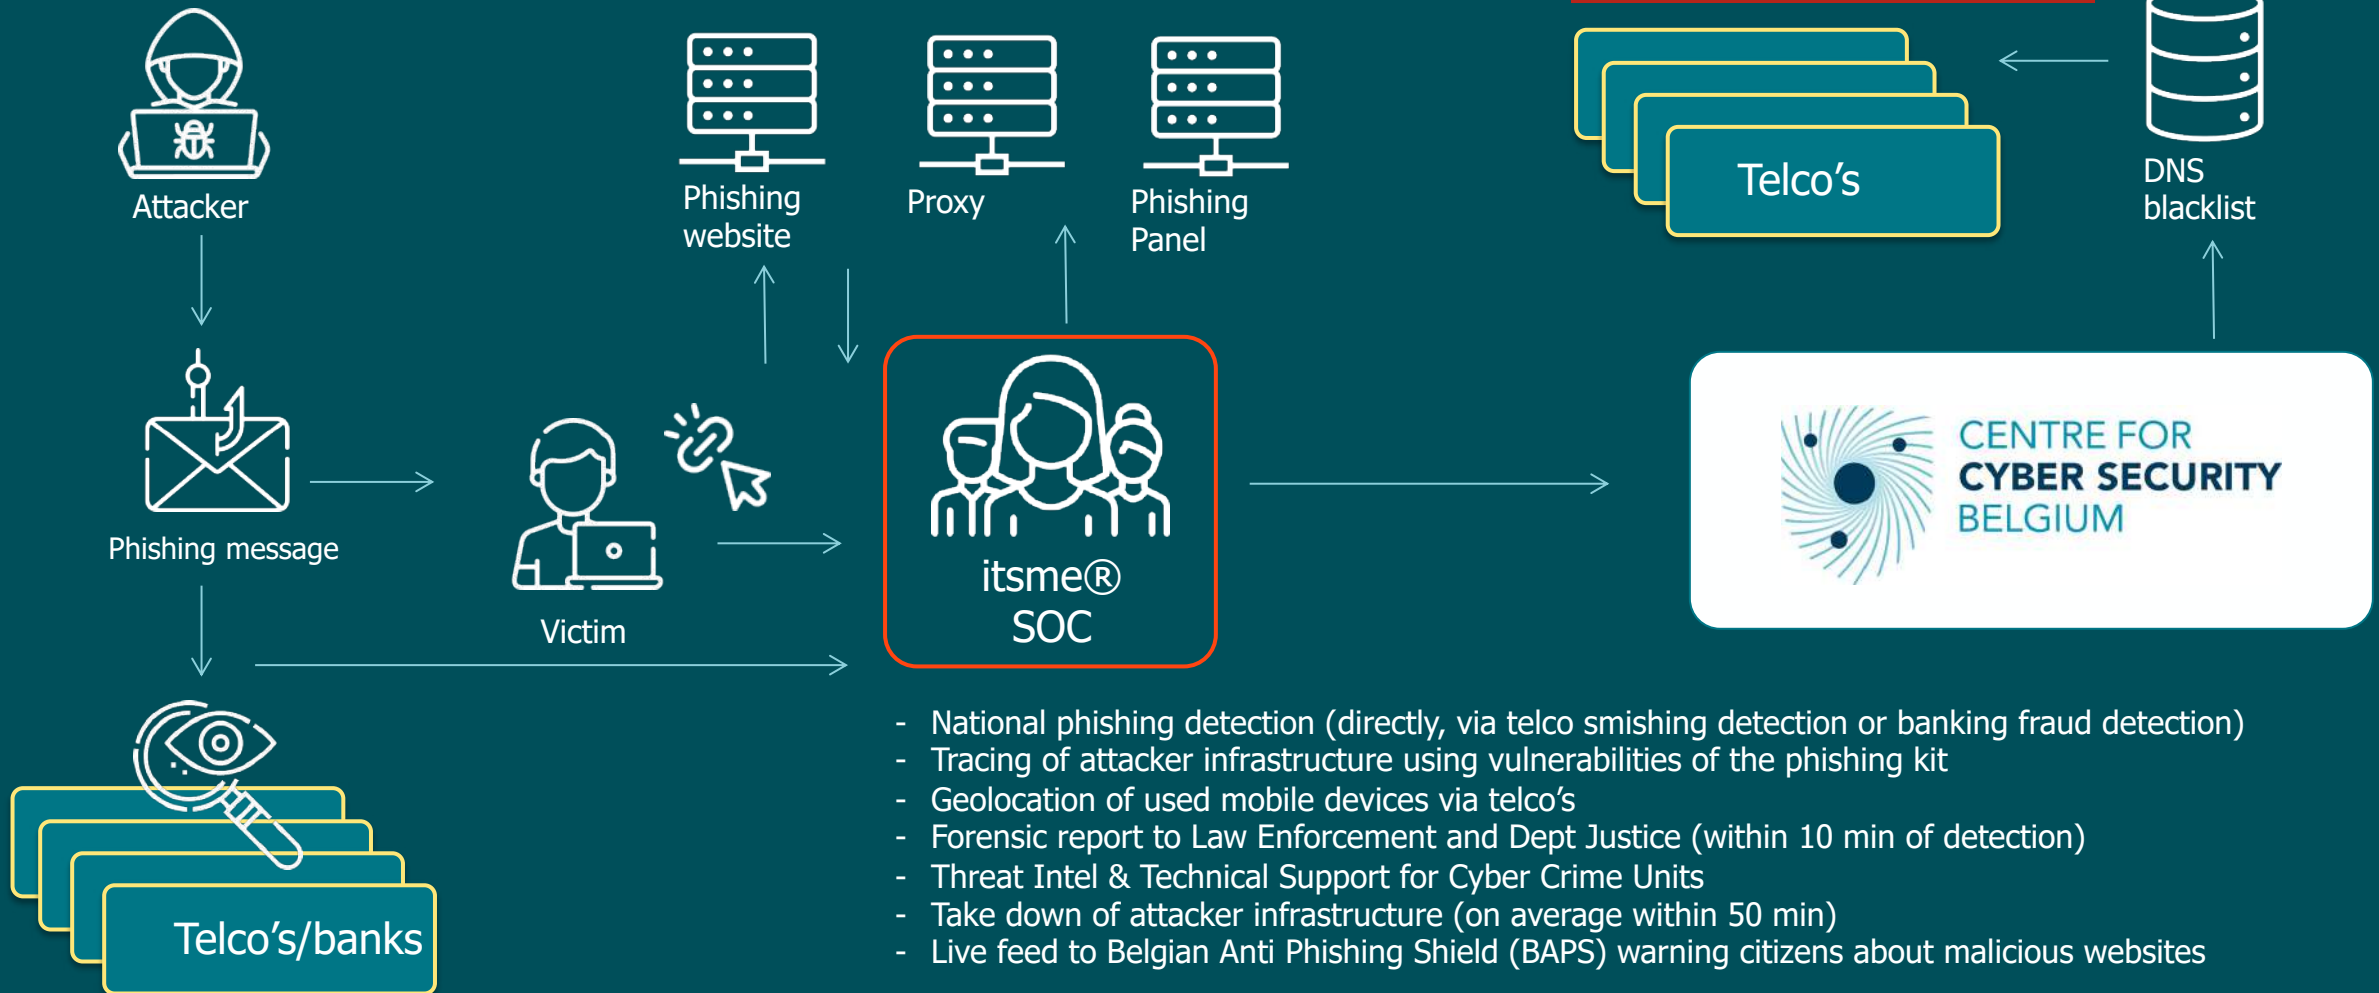 Attacker
Phishing
website
Proxy
Phishing
Panel
Telco’s
DNS
blacklist
Phishing message
Victim
itsme®
SOC
CENTRE FOR
CYBER SECURITY
BELGIUM
Telco’s/banks
- National phishing detection (directly, via telco smishing detection or banking fraud detection)
- Tracing of attacker infrastructure using vulnerabilities of the phishing kit
- Geolocation of used mobile devices via telco’s
- Forensic report to Law Enforcement and Dept Justice (within 10 min of detection)
- Threat Intel & Technical Support for Cyber Crime Units
- Take down of attacker infrastructure (on average within 50 min)
- Live feed to Belgian Anti Phishing Shield (BAPS) warning citizens about malicious websites